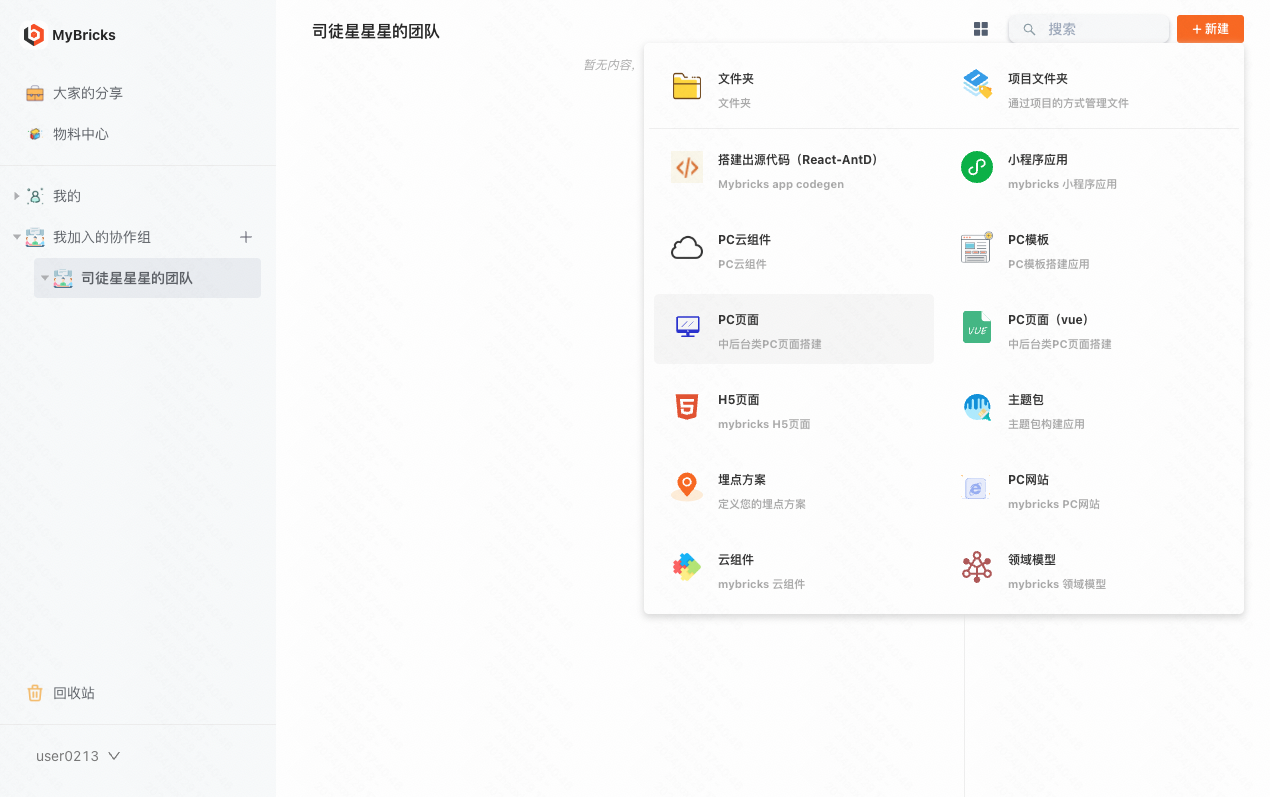 MyBricks
大家的分享
物料中心
我的
我加入的协作组
司徒星星星的团队
回收站
user0213
司徒星星星的团队
搜索
+ 新建
暂无内容,
文件夹
文件夹
项目文件夹
通过项目的方式管理文件
搭建出源代码（React-AntD）
Mybricks app codegen
小程序应用
mybricks 小程序应用
PC云组件
PC云组件
PC模板
PC模板搭建应用
PC页面
中后台类PC页面搭建
PC页面（vue）
VUE
中后台类PC页面搭建
H5页面
mybricks H5页面
主题包
主题包构建应用
埋点方案
定义您的埋点方案
PC网站
mybricks PC网站
云组件
mybricks 云组件
领域模型
mybricks 领域模型